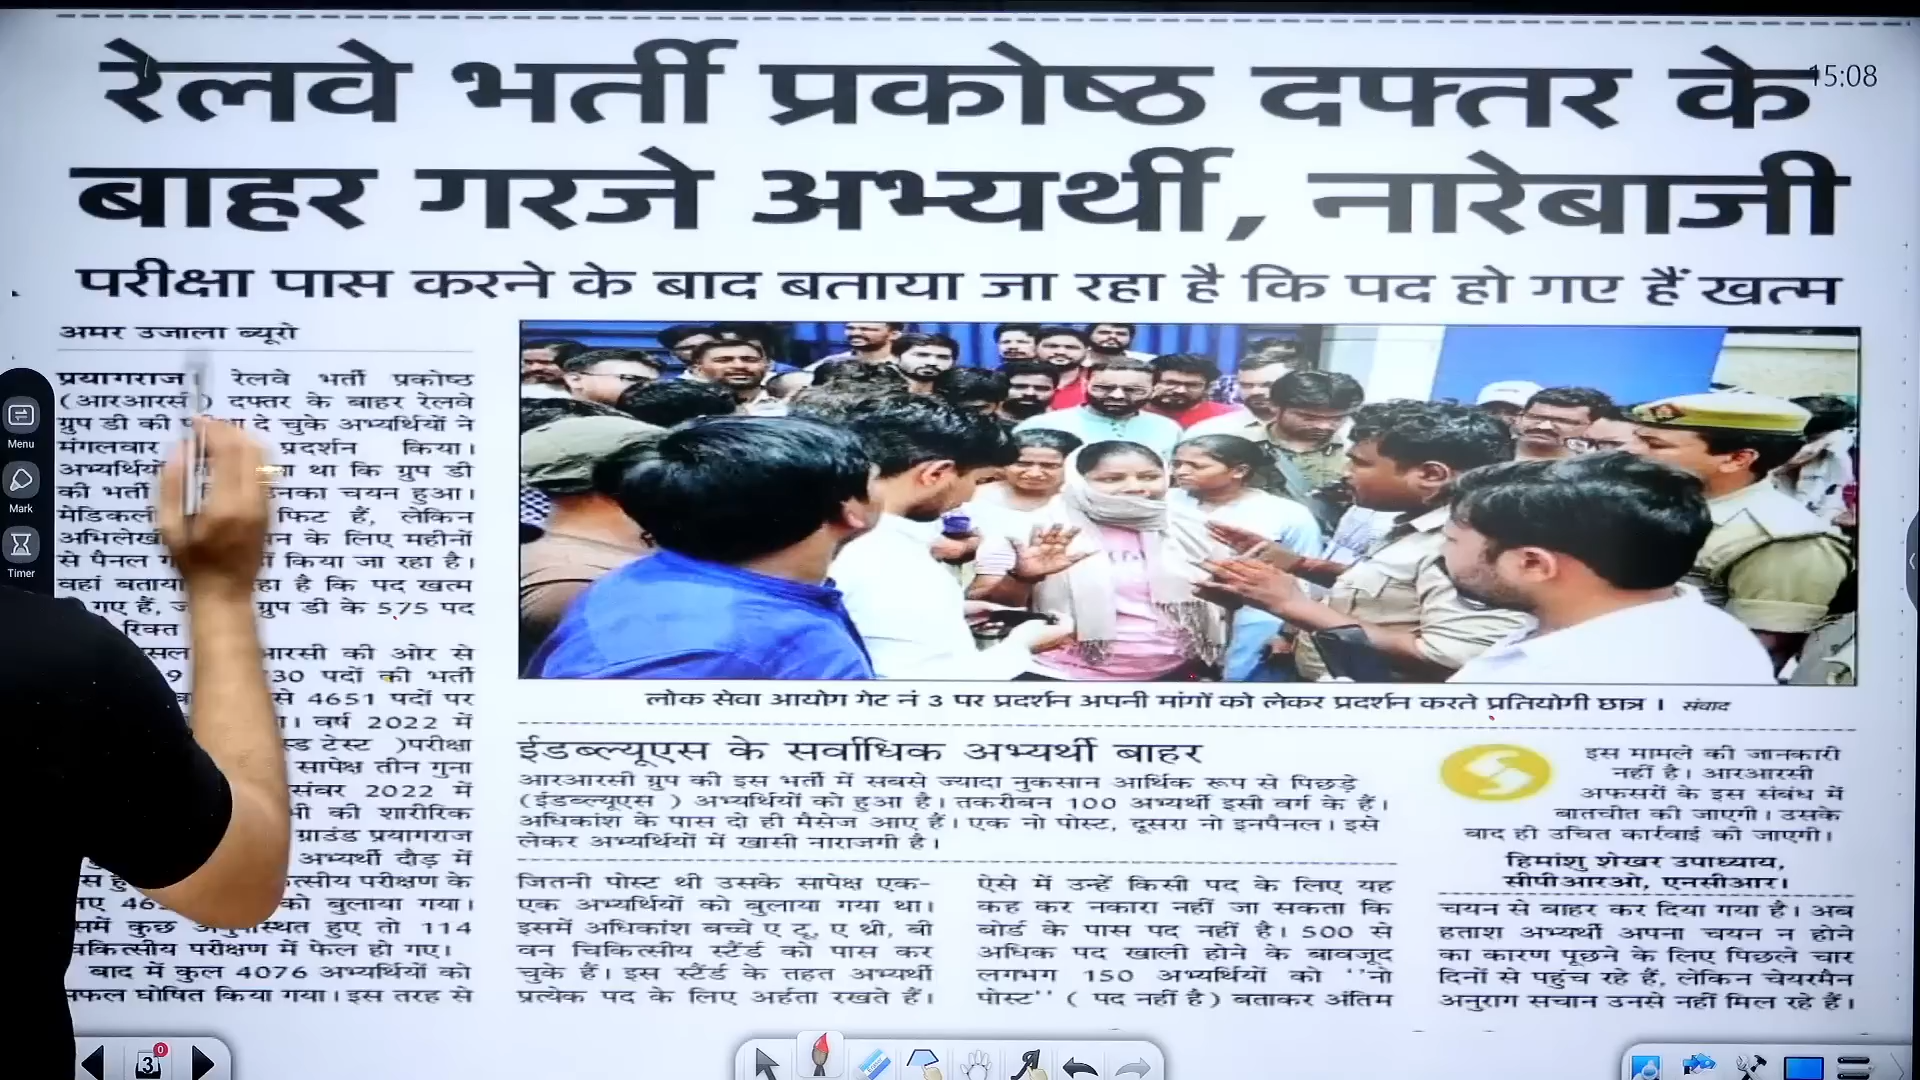 रेलवे भर्ती प्रकोष्ठ दफ्तर के
15:08
बाहर गरजे अभ्यर्थी, नारेबाजी
परीक्षा पास करने के बाद बताया जा रहा है कि पद हो गए हैं खत्म
अमर उजाला ब्यूरो
प्रयागराज। रेलवे भर्ती प्रकोष्ठ
(आरआरसी) दफ्तर के बाहर रेलवे
ग्रुप डी की दे चुके अभ्यर्थियों ने
मंगलवार प्रदर्शन किया।
अभ्यर्थियों था कि ग्रुप डी
की भर्ती उनका चयन हुआ।
मेडिकली फिट हैं, लेकिन
के लिए महीनों
से पैनल किया जा रहा है।
वहां बताया है कि पद खत्म
गए हैं, ग्रुप डी के 575 पद
रिक्त
की ओर से
पदों की भर्ती
से 4651 पदों पर
। वर्ष 2022 में
टेस्ट )परीक्षा
सापेक्ष तीन गुना
2022 में
की शारीरिक
ग्राउंड प्रयागराज
अभ्यर्थी दौड़ में
परीक्षण के
को बुलाया गया।
कुछ हुए तो 114
परीक्षण में फेल हो गए।
बाद में कुल 4076 अभ्यर्थियों को
घोषित किया गया। इस तरह से
लोक सेवा आयोग गेट नं 3 पर प्रदर्शन अपनी मांगों को लेकर प्रदर्शन करते प्रतियोगी छात्र । संवाद
ईडब्ल्यूएस के सर्वाधिक अभ्यर्थी बाहर
आरआरसी ग्रुप की इस भर्ती में सबसे ज्यादा नुकसान आर्थिक रूप से पिछड़े
(ईडब्ल्यूएस ) अभ्यर्थियों को हुआ है। तकरीबन 100 अभ्यर्थी इसी वर्ग के हैं।
अधिकांश के पास दो ही मैसेज आए हैं। एक नो पोस्ट, दूसरा नो इनपैनल। इसे
लेकर अभ्यर्थियों में खासी नाराजगी है।
जितनी पोस्ट थी उसके सापेक्ष एक-
एक अभ्यर्थियों को बुलाया गया था।
इसमें अधिकांश बच्चे ए टू, ए थ्री, बी
वन चिकित्सीय स्टैंर्ड को पास कर
चुके हैं। इस स्टैंर्ड के तहत अभ्यर्थी
प्रत्येक पद के लिए अर्हता रखते हैं।
ऐसे में उन्हें किसी पद के लिए यह
कह कर नकारा नहीं जा सकता कि
बोर्ड के पास पद नहीं है। 500 से
अधिक पद खाली होने के बावजूद
लगभग 150 अभ्यर्थियों को ''नो
पोस्ट'' ( पद नहीं है ) बताकर अंतिम
इस मामले की जानकारी
नहीं है। आरआरसी
अफसरों के इस संबंध में
बातचीत की जाएगी। उसके
बाद ही उचित कार्रवाई की जाएगी।
हिमांशु शेखर उपाध्याय,
सीपीआरओ, एनसीआर।
चयन से बाहर कर दिया गया है। अब
हताश अभ्यर्थी अपना चयन न होने
का कारण पूछने के लिए पिछले चार
दिनों से पहुंच रहे हैं, लेकिन चेयरमैन
अनुराग सचान उनसे नहीं मिल रहे हैं।
Menu
Mark
Timer
3
0